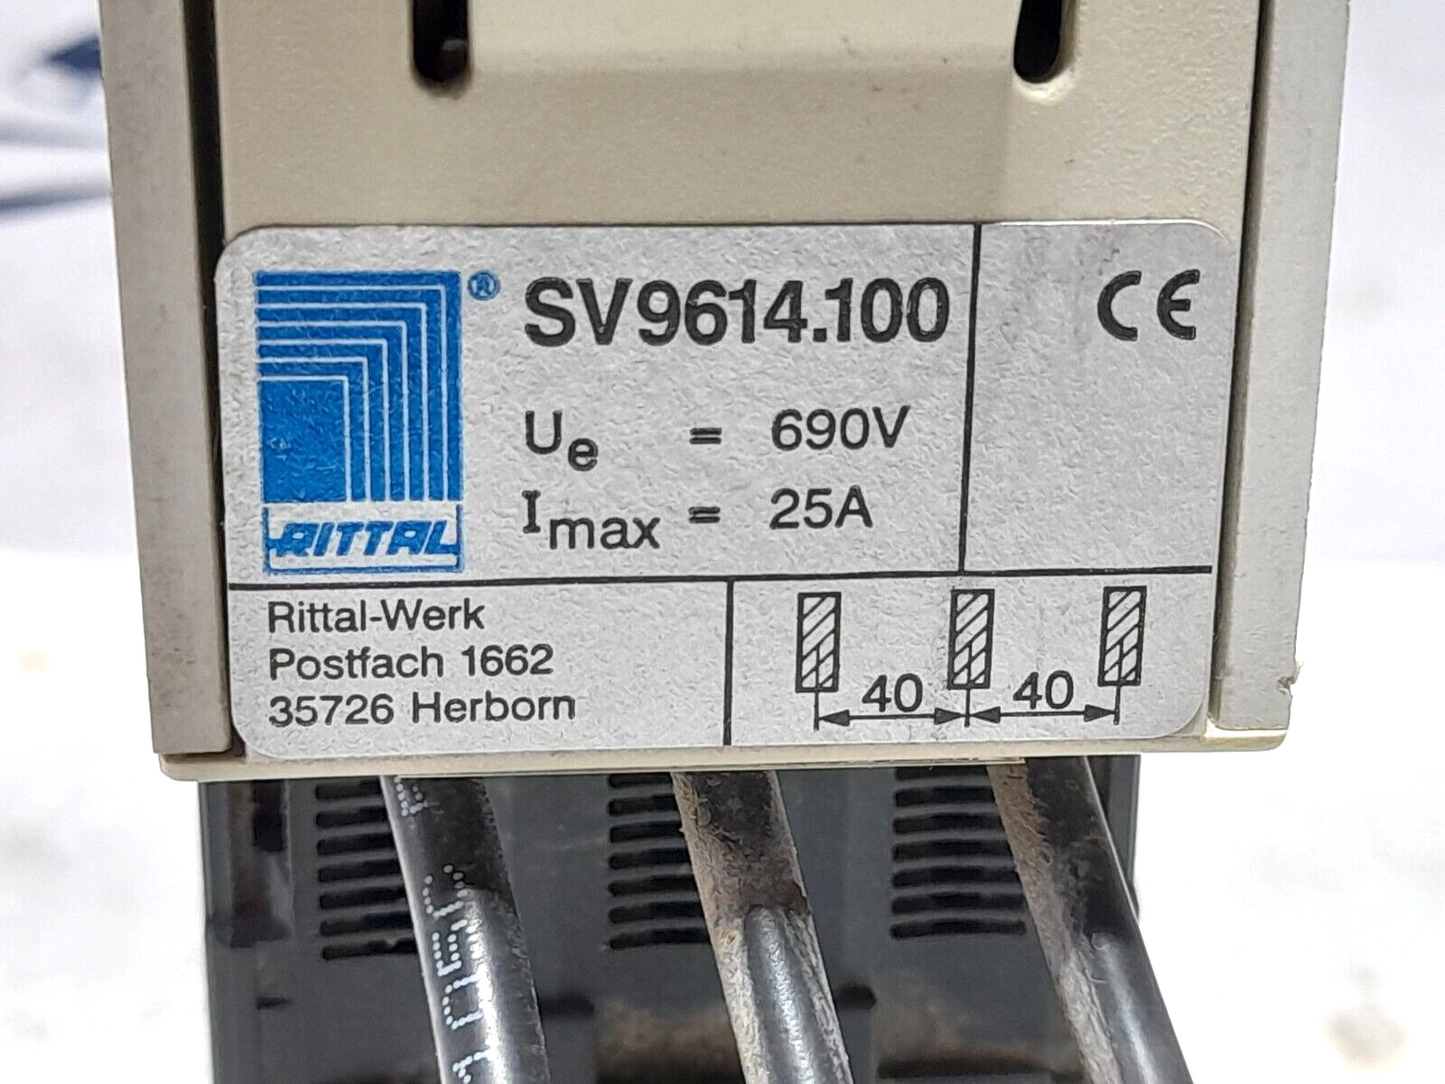 ®
SV9614.100
CE
Ue = 690V
Imax = 25A
RITTAL
Rittal-Werk
Postfach 1662
35726 Herborn
40 40